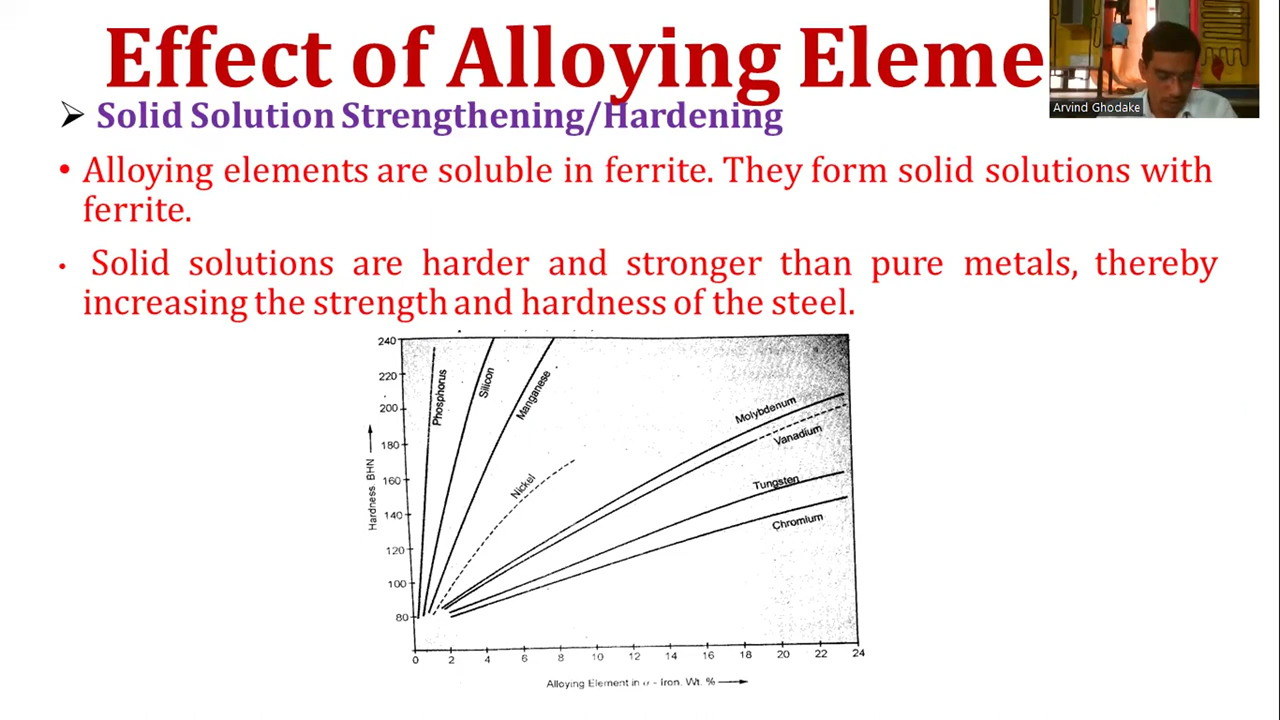 Effect of Alloying Eleme
Arvind Ghodake
➢ Solid Solution Strengthening/Hardening
• Alloying elements are soluble in ferrite. They form solid solutions with
ferrite.
• Solid solutions are harder and stronger than pure metals, thereby
increasing the strength and hardness of the steel.
240
220
200
180
160
140
120
100
80
Hardness. BHN
Phosphorus
Silicon
Manganese
Nickel
Molybdenum
Vanadium
Tungsten
Chromium
0 2 4 6 8 10 12 14 16 18 20 22 24
Alloying Element in α - Iron. Wt. %